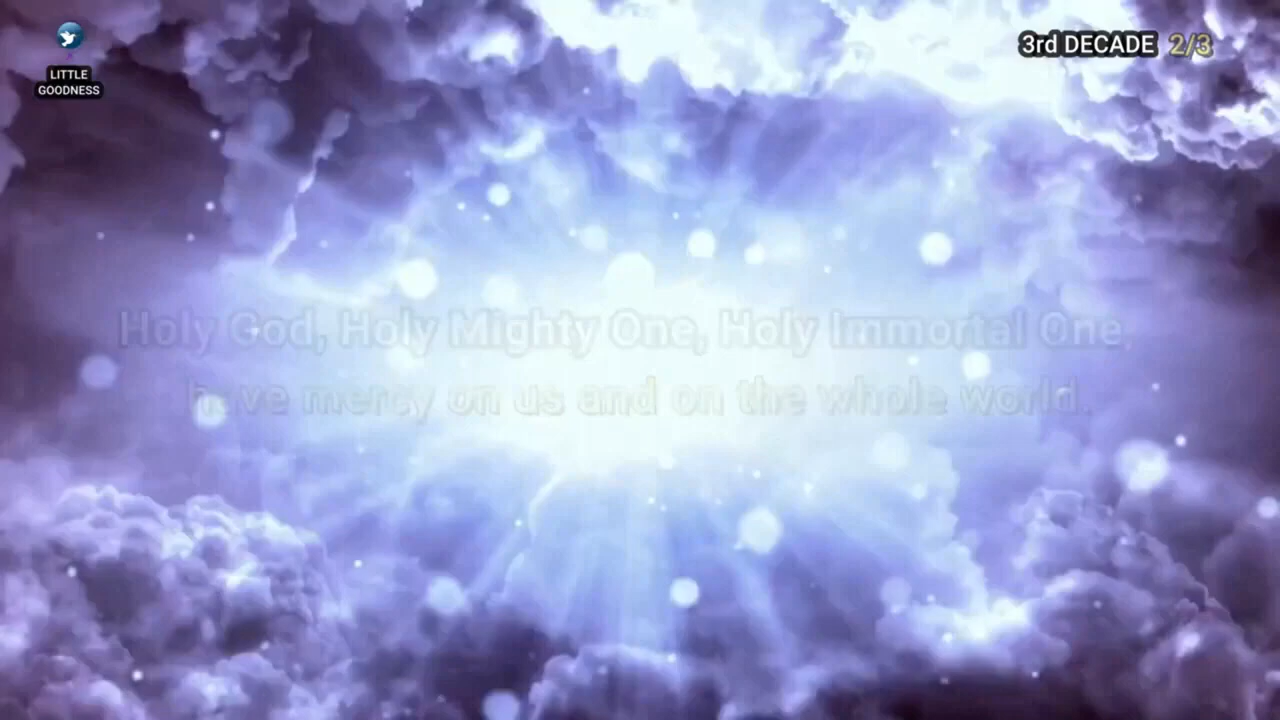 LITTLE
GOODNESS
3rd DECADE 2/3
Holy God, Holy Mighty One, Holy Immortal One,
have mercy on us and on the whole world.